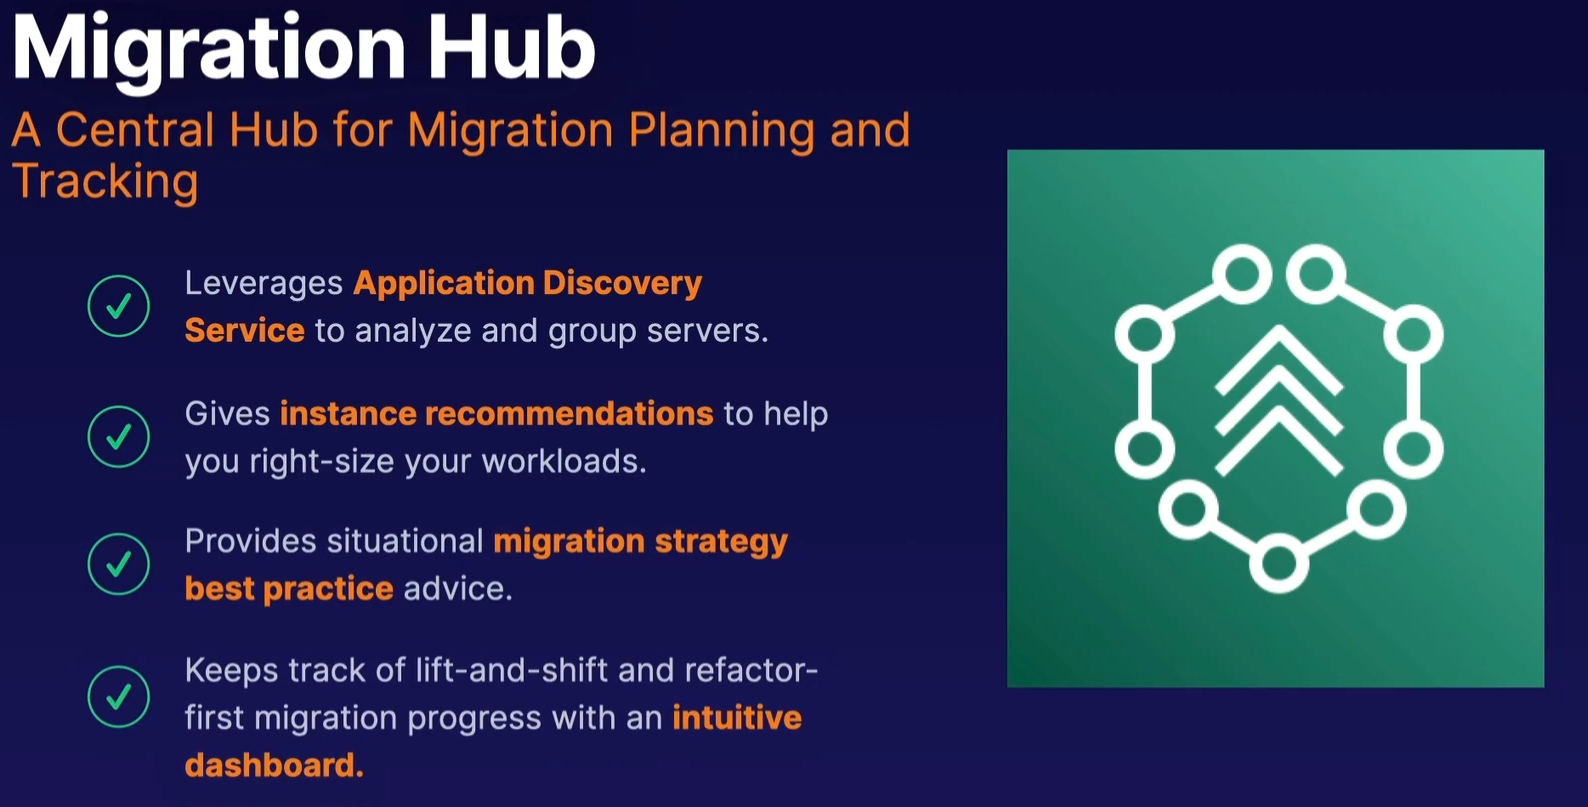 Migration Hub
A Central Hub for Migration Planning and
Tracking
Leverages Application Discovery
Service to analyze and group servers.
Gives instance recommendations to help
you right-size your workloads.
Provides situational migration strategy
best practice advice.
Keeps track of lift-and-shift and refactor-
first migration progress with an intuitive
dashboard.